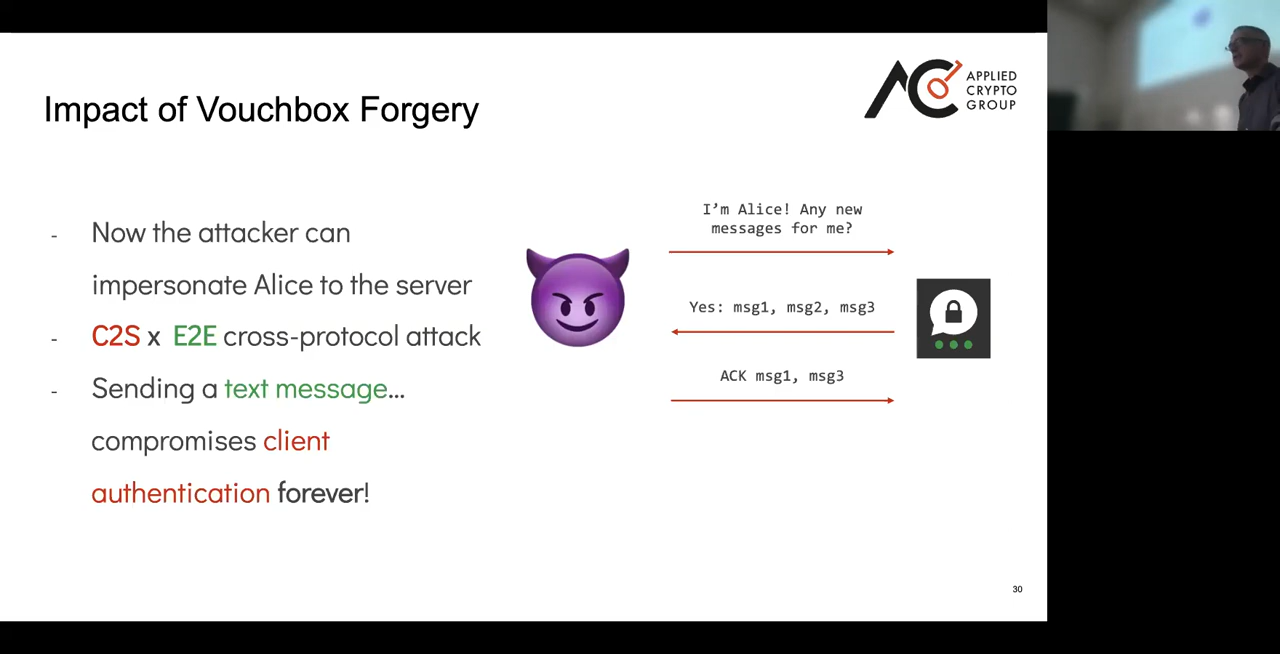 APPLIED
CRYPTO
GROUP
Impact of Vouchbox Forgery
- Now the attacker can
impersonate Alice to the server
- C2S x E2E cross-protocol attack
- Sending a text message…
compromises client
authentication forever!
I’m Alice! Any new
messages for me?
Yes: msg1, msg2, msg3
ACK msg1, msg3
30